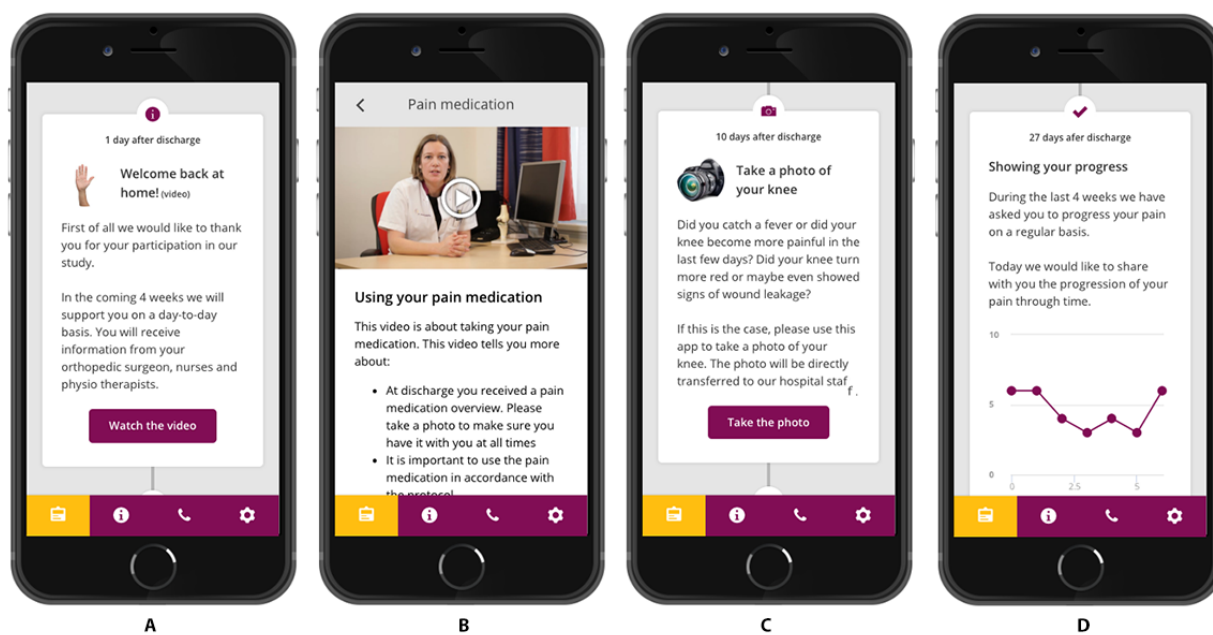 1 day after discharge
Welcome back at
home! (video)
First of all we would like to thank
you for your participation in our
study.
In the coming 4 weeks we will
support you on a day-to-day
basis. You will receive
information from your
orthopedic surgeon, nurses and
physio therapists.
Watch the video
A
Pain medication
Using your pain medication
This video is about taking your pain
medication. This video tells you more
about:
• At discharge you received a pain
medication overview. Please
take a photo to make sure you
have it with you at all times
• It is important to use the pain
medication in accordance with
the protocol
B
10 days after discharge
Take a photo of
your knee
Did you catch a fever or did your
knee become more painful in the
last few days? Did your knee turn
more red or maybe even showed
signs of wound leakage?
If this is the case, please use this
app to take a photo of your
knee. The photo will be directly
transferred to our hospital staf
f .
Take the photo
C
27 days afer discharge
Showing your progress
During the last 4 weeks we have
asked you to progress your pain
on a regular basis.
Today we would like to share
with you the progression of your
pain through time.
10
5
0
0 2.5 5
D